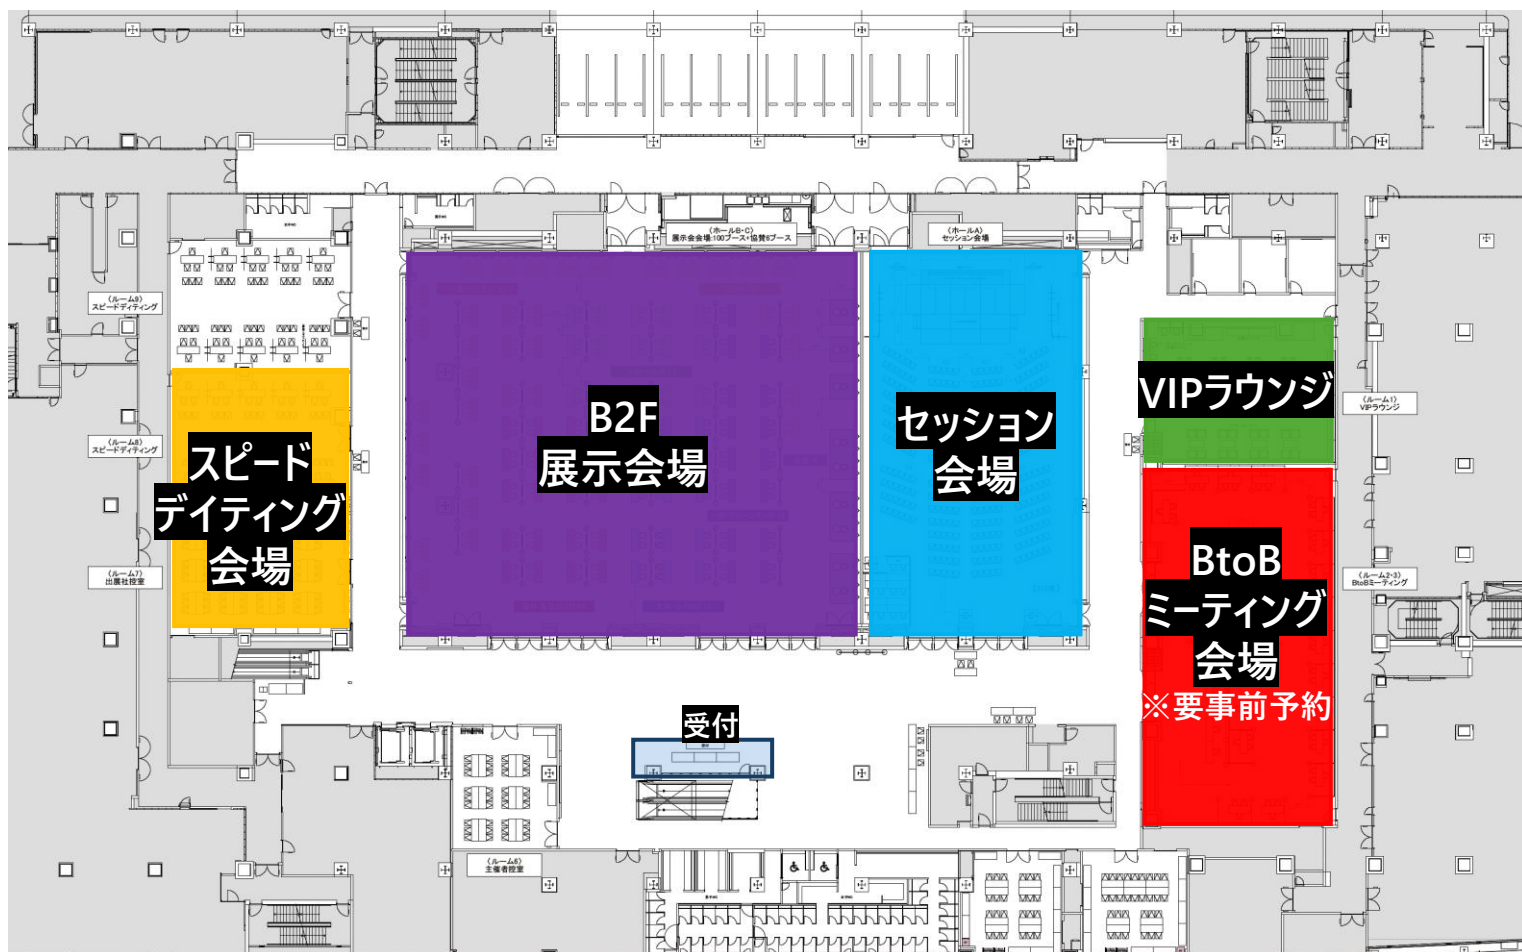 (ホールB・C)
展示会会場:100ブース+協賛6ブース
(ホールA)
セッション会場
(ルーム9)
スピードディティング
VIPラウンジ
(ルーム1)
VIPラウンジ
B2F
展示会場
セッション
会場
(ルーム8)
スピードディティング
スピード
デイティング
会場
(ルーム7)
出展社控室
BtoB
ミーティング
会場
※要事前予約
(ルーム2-3)
BtoBミーティング
受付
(ルーム6)
主催者控室